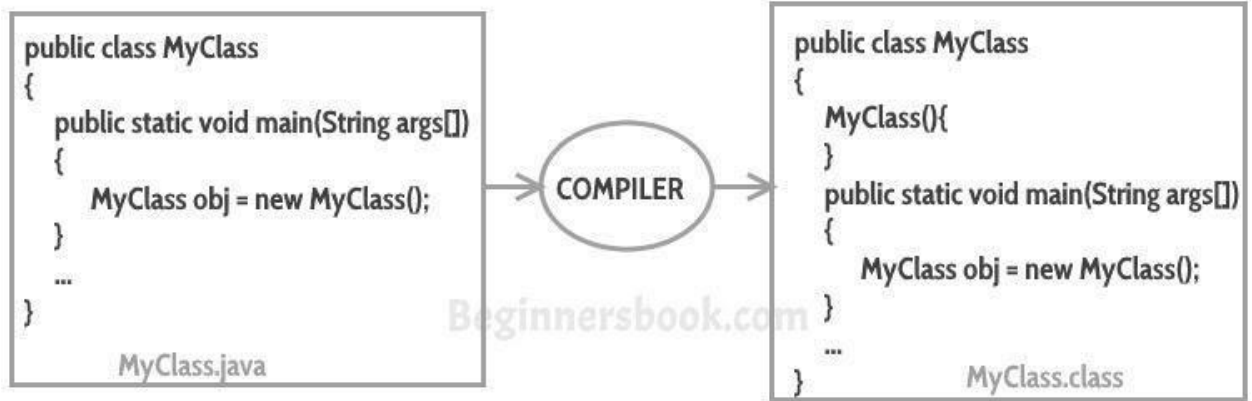 public class MyClass
{
public static void main(String args[])
{
MyClass obj = new MyClass();
}
...
}
MyClass.java
COMPILER
public class MyClass
{
MyClass(){
}
public static void main(String args[])
{
MyClass obj = new MyClass();
}
...
}
MyClass.class
Beginnersbook.com